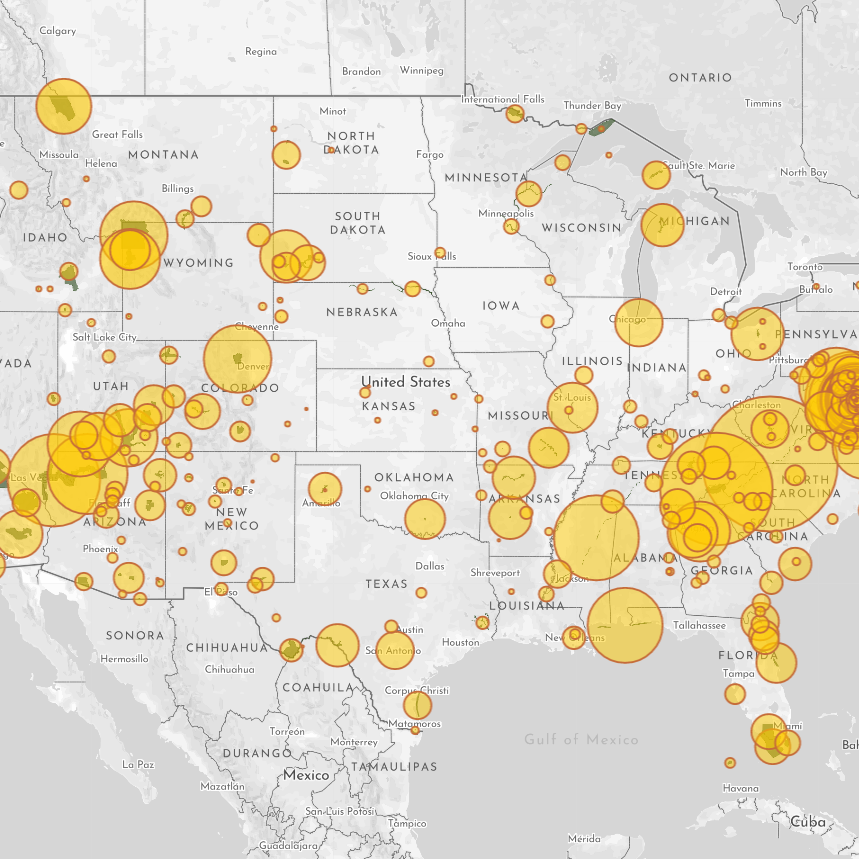 Calgary
Regina
Brandon
Winnipeg
ONTARIO
Timmins
International Falls
Thunder Bay
Minot
Great Falls
NORTH
DAKOTA
Missoula
Helena
MONTANA
Fargo
Sault Ste. Marie
North Bay
MINNESOTA
Billings
Minneapolis
SOUTH
DAKOTA
WISCONSIN
MICHIGAN
IDAHO
WYOMING
Sioux Falls
Toronto
Buffalo
Detroit
NEBRASKA
IOWA
Chicago
Cheyenne
Omaha
Salt Lake City
PENNSYLVA
OHIO
Pittsburg
VADA
Denver
ILLINOIS
INDIANA
UTAH
COLORADO
United States
KANSAS
St. Louis
MISSOURI
Charleston
KENTUCKY
VIR
Las Ve
OKLAHOMA
TENNES
Santa Fe
Amarillo
Oklahoma City
ARKANSAS
NORTH
CAROLINA
Flagstaff
NEW
MEXICO
ARIZONA
SOUTH
CAROLINA
Phoenix
Dallas
Shreveport
ALABAMA
GEORGIA
TEXAS
Jackson
El Paso
LOUISIANA
Tallahassee
SONORA
Austin
Houston
New Orleans
Hermosillo
CHIHUAHUA
San Antonio
FLORIDA
Chihuahua
Tampa
COAHUILA
Corpus Christi
Matamoros
Miami
Torreón
Monterrey
Gulf of Mexico
Bah
DURANGO
La Paz
TAMAULIPAS
Mexico
Mazatlán
Havana
San Luis Potosí
Tampico
Cuba
Mérida
Guadalajara